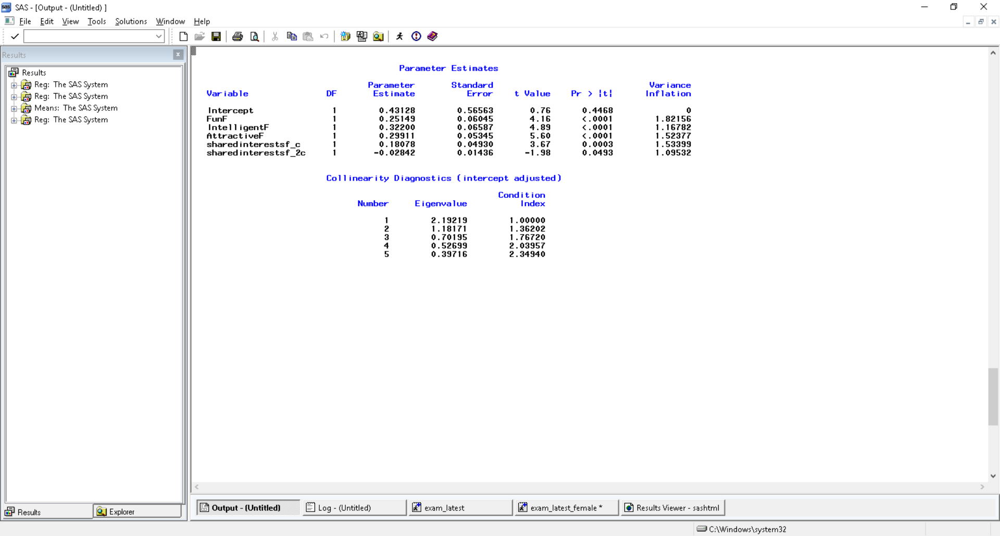 SAS - [Output - (Untitled) ]
File Edit View Tools Solutions Window Help
Results
Results
Reg: The SAS System
Reg: The SAS System
Means: The SAS System
Reg: The SAS System
Parameter Estimates
Parameter Standard Variance
Variable DF Estimate Error t Value Pr > |t| Inflation
Intercept 1 0.43128 0.56563 0.76 0.4468 0
FunF 1 0.25149 0.06045 4.16 <.0001 1.82156
IntelligentF 1 0.32200 0.06587 4.89 <.0001 1.16782
AttractiveF 1 0.29911 0.05345 5.60 <.0001 1.52377
sharedinterestsf_c 1 0.18078 0.04930 3.67 0.0003 1.53399
sharedinterestsf_2c 1 -0.02842 0.01436 -1.98 0.0493 1.09532
Collinearity Diagnostics (intercept adjusted)
Condition
Number Eigenvalue Index
1 2.19219 1.00000
2 1.18171 1.36202
3 0.70195 1.76720
4 0.52699 2.03957
5 0.39716 2.34940
Results Explorer
Output - (Untitled) Log - (Untitled) exam_latest exam_latest_female * Results Viewer - sashtml
C:\Windows\system32